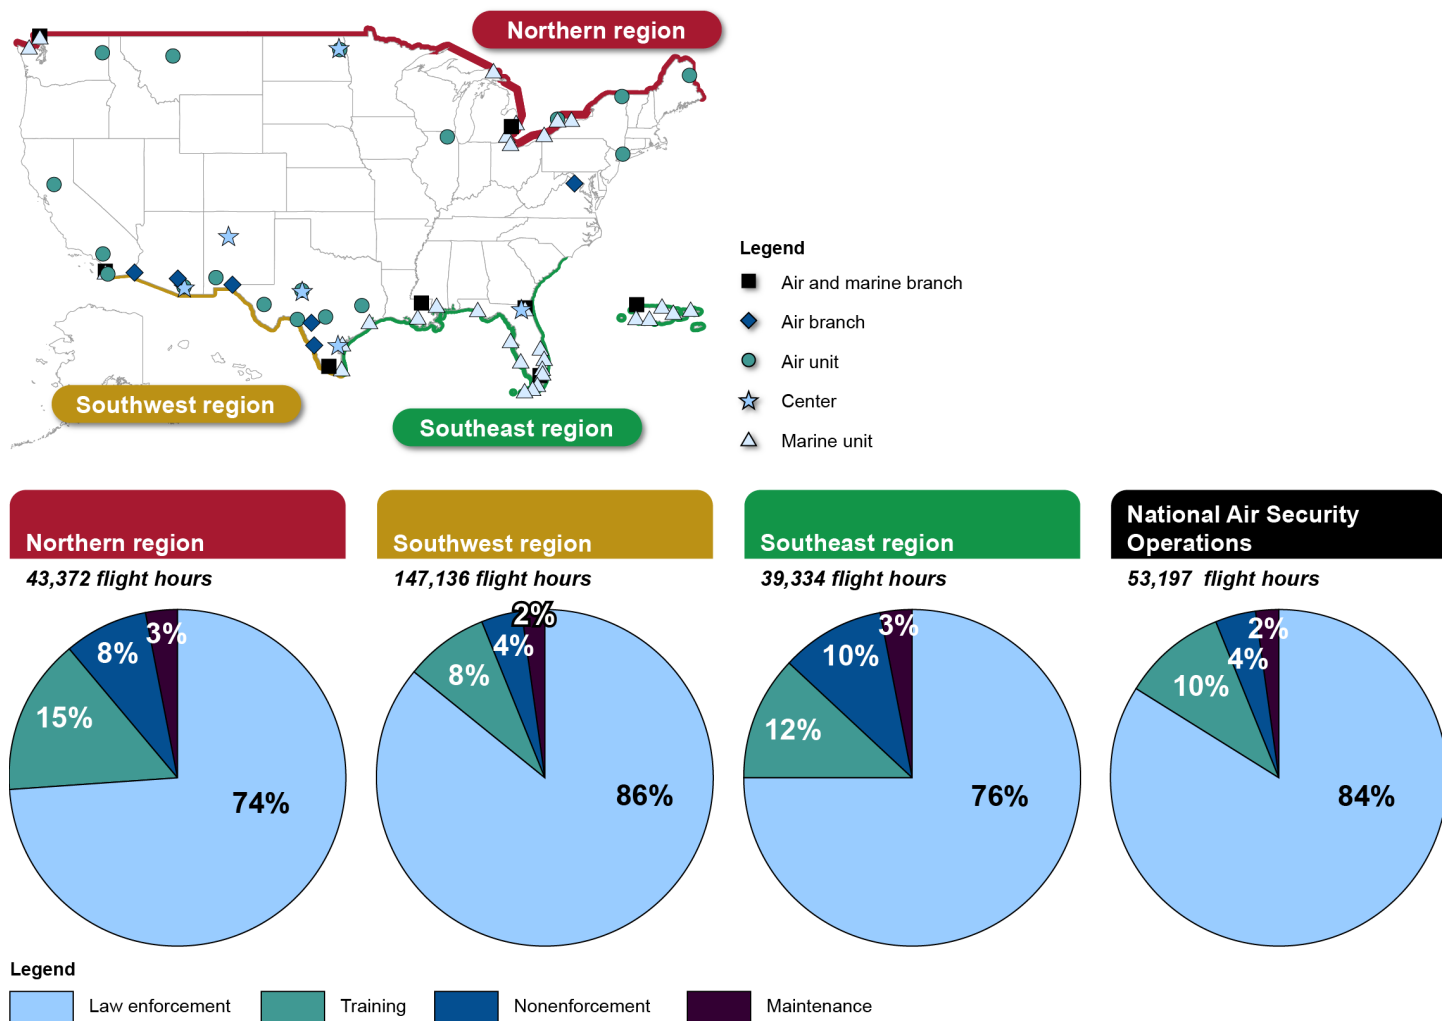 Northern region
Southwest region
Southeast region
Legend
Air and marine branch
Air branch
Air unit
Center
Marine unit
Northern region
43,372 flight hours
3%
8%
15%
74%
Southwest region
147,136 flight hours
2%
4%
8%
86%
Southeast region
39,334 flight hours
3%
10%
12%
76%
National Air Security
Operations
53,197 flight hours
2%
4%
10%
84%
Legend
Law enforcement
Training
Nonenforcement
Maintenance